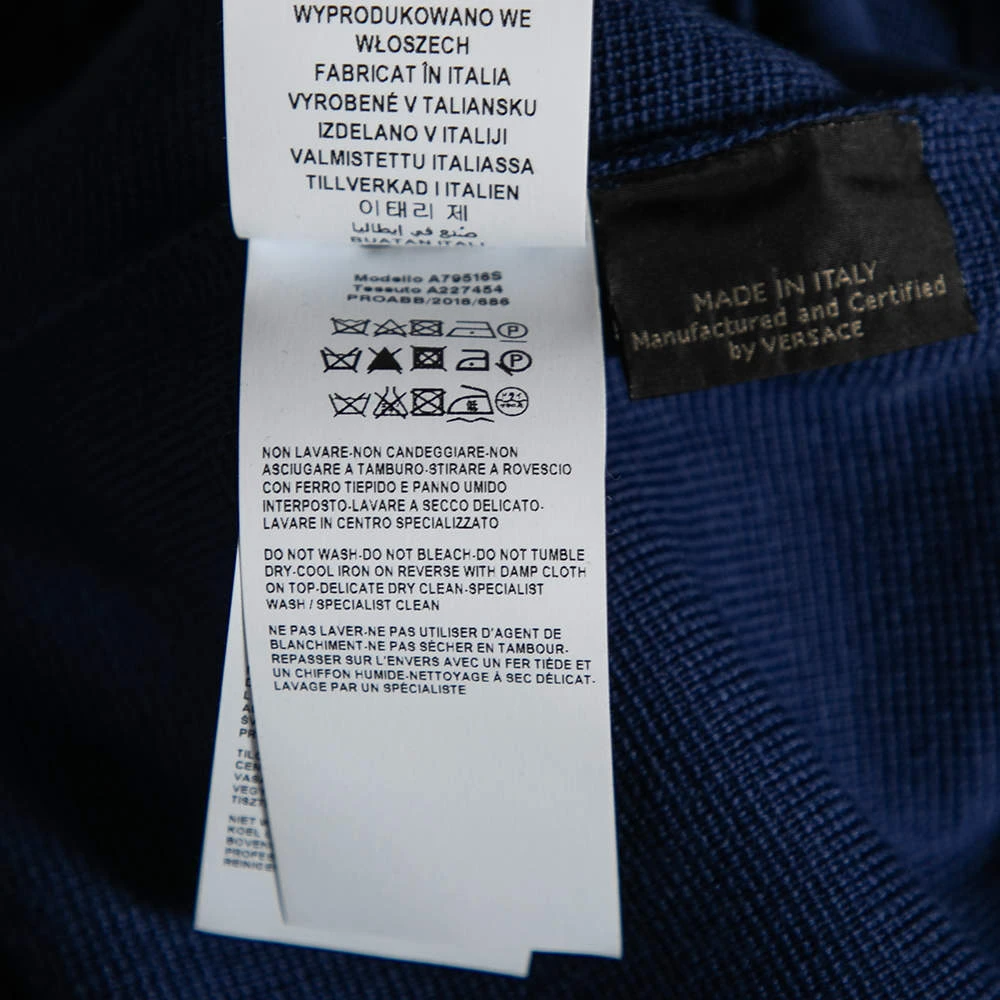 WYPRODUKOWANO WE
WŁOSZECH
FABRICAT ÎN ITALIA
VYROBENÉ V TALIANSKU
IZDELANO V ITALIJI
VALMISTETTU ITALIASSA
TILLVERKAD I ITALIEN
이태리 제
صنع في إيطاليا
BUATAN ITALI
Modello A79516S
Tessuto A227454
PROABB/2016/686
NON LAVARE-NON CANDEGGIARE-NON
ASCIUGARE A TAMBURO-STIRARE A ROVESCIO
CON FERRO TIEPIDO E PANNO UMIDO
INTERPOSTO-LAVARE A SECCO DELICATO-
LAVARE IN CENTRO SPECIALIZZATO
DO NOT WASH-DO NOT BLEACH-DO NOT TUMBLE
DRY-COOL IRON ON REVERSE WITH DAMP CLOTH
ON TOP-DELICATE DRY CLEAN-SPECIALIST
WASH / SPECIALIST CLEAN
NE PAS LAVER-NE PAS UTILISER D'AGENT DE
BLANCHIMENT-NE PAS SÉCHER EN TAMBOUR-
REPASSER SUR L'ENVERS AVEC UN FER TIÈDE ET
UN CHIFFON HUMIDE-NETTOYAGE À SEC DÉLICAT-
LAVAGE PAR UN SPÉCIALISTE
NIET
MADE IN ITALY
Manufactured and Certified
by VERSACE